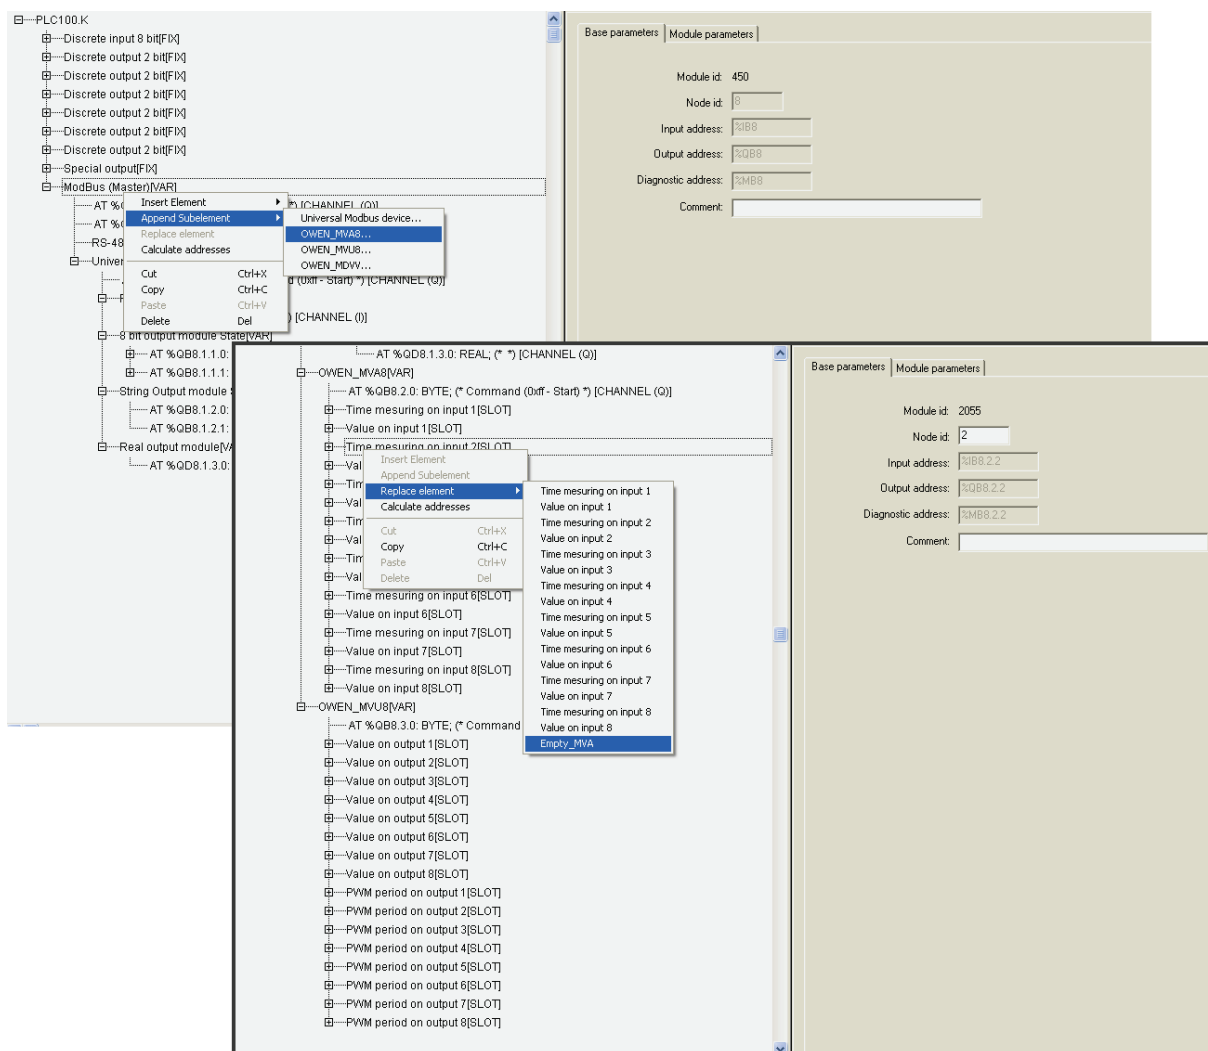 PLC100.K
Discrete input 8 bit[FIX]
Discrete output 2 bit[FIX]
Discrete output 2 bit[FIX]
Discrete output 2 bit[FIX]
Discrete output 2 bit[FIX]
Discrete output 2 bit[FIX]
Discrete output 2 bit[FIX]
Special output[FIX]
ModBus (Master)[VAR]
AT %
*) [CHANNEL (Q)]
AT %
RS-48
Univer
d (0xff - Start) *) [CHANNEL (Q)]
) [CHANNEL (I)]
8 bit output module State[VAR]
AT %QB8.1.1.0:
AT %QB8.1.1.1:
String Output module
AT %QB8.1.2.0:
AT %QB8.1.2.1:
Real output module[VA
AT %QD8.1.3.0:
Insert Element
Append Subelement
Replace element
Calculate addresses
Cut Ctrl+X
Copy Ctrl+C
Paste Ctrl+V
Delete Del
Universal Modbus device...
OWEN_MVA8...
OWEN_MVU8...
OWEN_MDVV...
Base parameters Module parameters
Module id: 450
Node id: 8
Input address: %IB8
Output address: %QB8
Diagnostic address: %MB8
Comment:
AT %QD8.1.3.0: REAL; (* *) [CHANNEL (Q)]
OWEN_MVA8[VAR]
AT %QB8.2.0: BYTE; (* Command (0xff - Start) *) [CHANNEL (Q)]
Time mesuring on input 1[SLOT]
Value on input 1[SLOT]
Time mesuring on input 2[SLOT]
Val
Tim
Val
Tim
Val
Tim
Val
Time mesuring on input 6[SLOT]
Value on input 6[SLOT]
Time mesuring on input 7[SLOT]
Value on input 7[SLOT]
Time mesuring on input 8[SLOT]
Value on input 8[SLOT]
OWEN_MVU8[VAR]
AT %QB8.3.0: BYTE; (* Command
Value on output 1[SLOT]
Value on output 2[SLOT]
Value on output 3[SLOT]
Value on output 4[SLOT]
Value on output 5[SLOT]
Value on output 6[SLOT]
Value on output 7[SLOT]
Value on output 8[SLOT]
PWM period on output 1[SLOT]
PWM period on output 2[SLOT]
PWM period on output 3[SLOT]
PWM period on output 4[SLOT]
PWM period on output 5[SLOT]
PWM period on output 6[SLOT]
PWM period on output 7[SLOT]
PWM period on output 8[SLOT]
Insert Element
Append Subelement
Replace element
Calculate addresses
Cut Ctrl+X
Copy Ctrl+C
Paste Ctrl+V
Delete Del
Time mesuring on input 1
Value on input 1
Time mesuring on input 2
Value on input 2
Time mesuring on input 3
Value on input 3
Time mesuring on input 4
Value on input 4
Time mesuring on input 5
Value on input 5
Time mesuring on input 6
Value on input 6
Time mesuring on input 7
Value on input 7
Time mesuring on input 8
Value on input 8
Empty_MVA
Base parameters Module parameters
Module id: 2055
Node id: 2
Input address: %IB8.2.2
Output address: %QB8.2.2
Diagnostic address: %MB8.2.2
Comment: